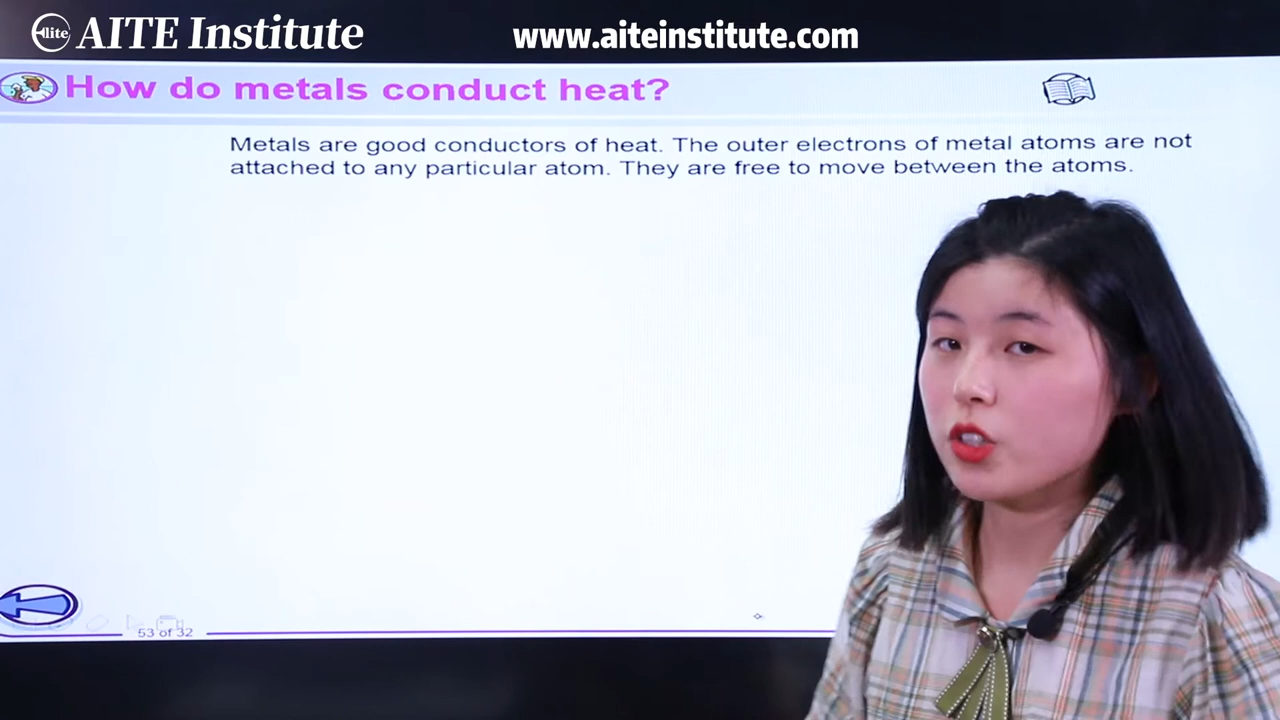 Elite AITE Institute
www.aiteinstitute.com
How do metals conduct heat?
Metals are good conductors of heat. The outer electrons of metal atoms are not
attached to any particular atom. They are free to move between the atoms.
53 of 32